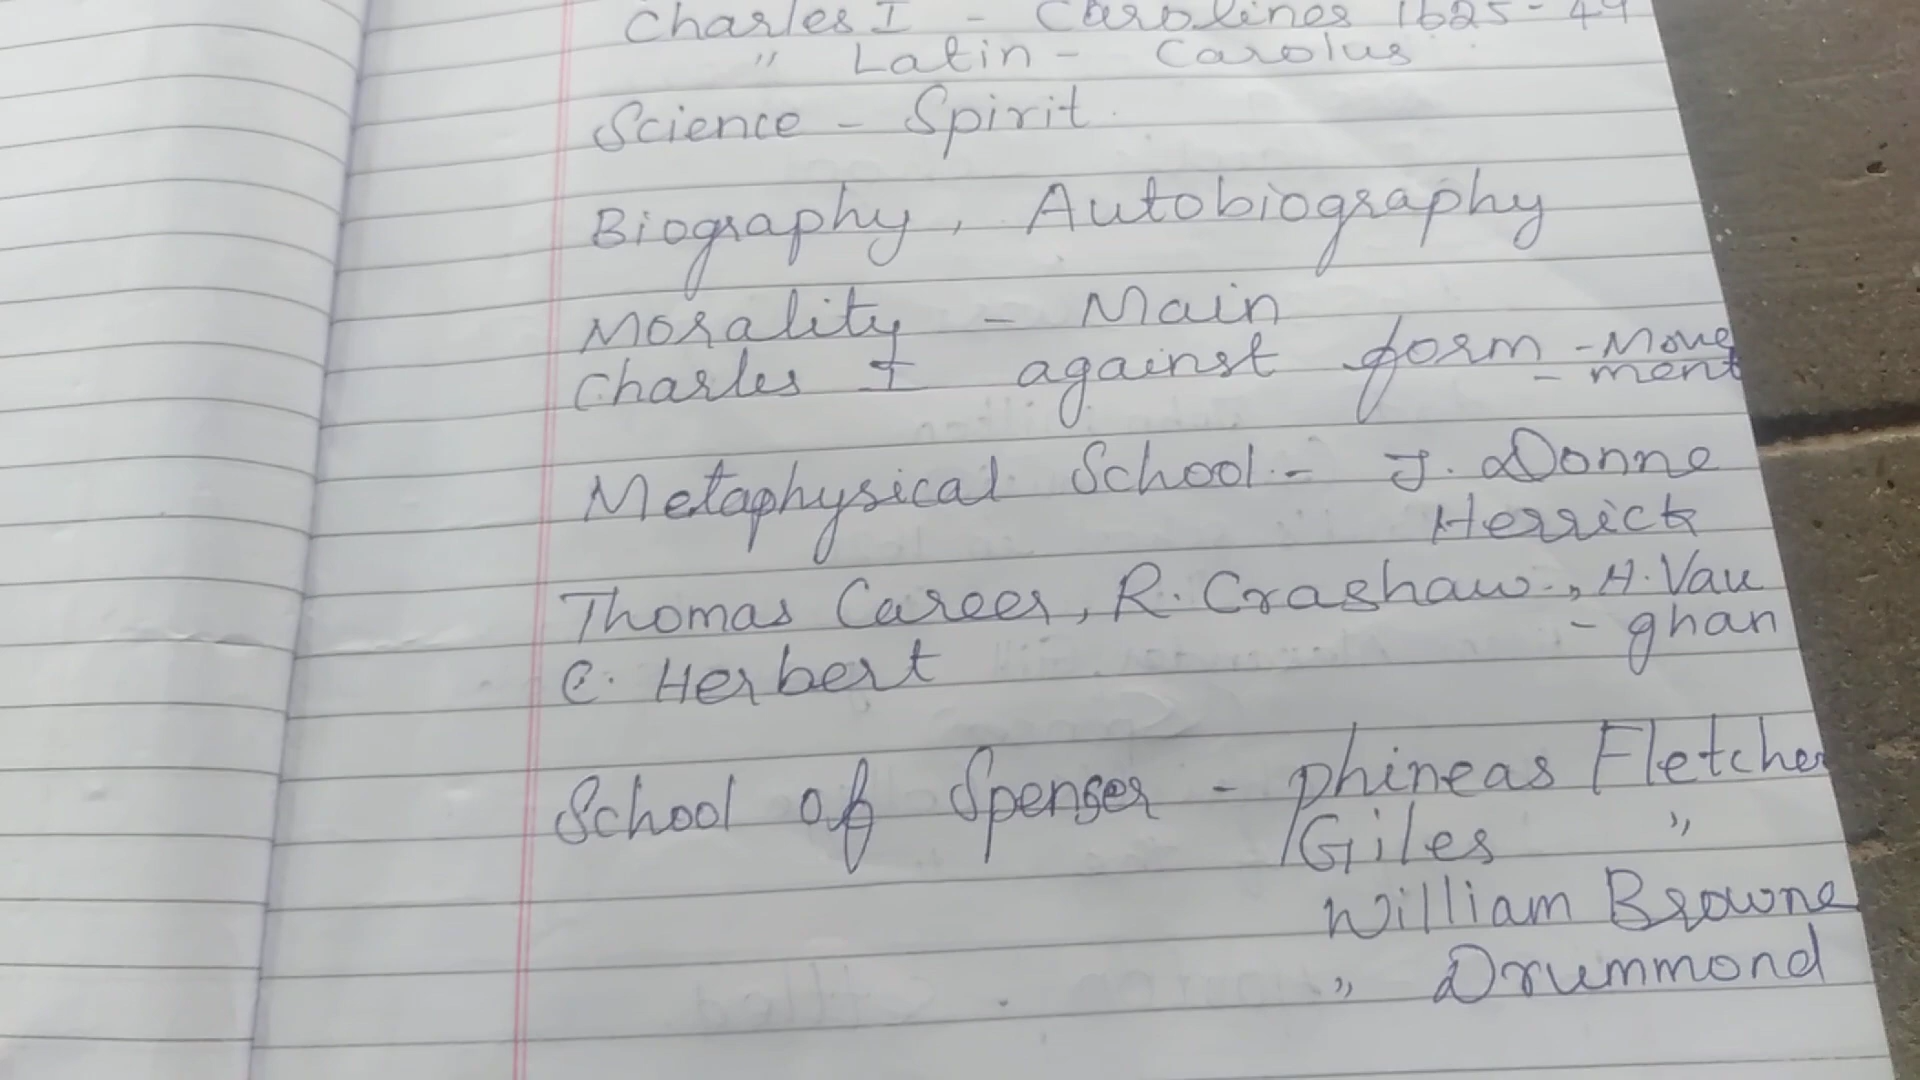 Charles I - Carolines 1625-49
" Latin - Carolus
Science - Spirit
Biography, Autobiography
Morality - Main
Charles I against form - Move
- ment
Metaphysical School - J. Donne
Herrick
Thomas Career, R. Crashaw, H. Vau
- ghan
C. Herbert
School of Spenser - Phineas Fletcher
Giles "
William Browne
" Drummond